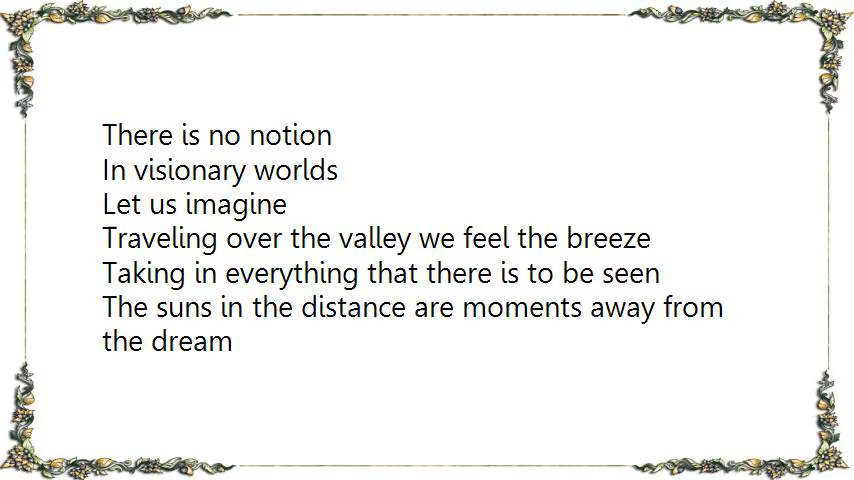 There is no notion
In visionary worlds
Let us imagine
Traveling over the valley we feel the breeze
Taking in everything that there is to be seen
The suns in the distance are moments away from
the dream